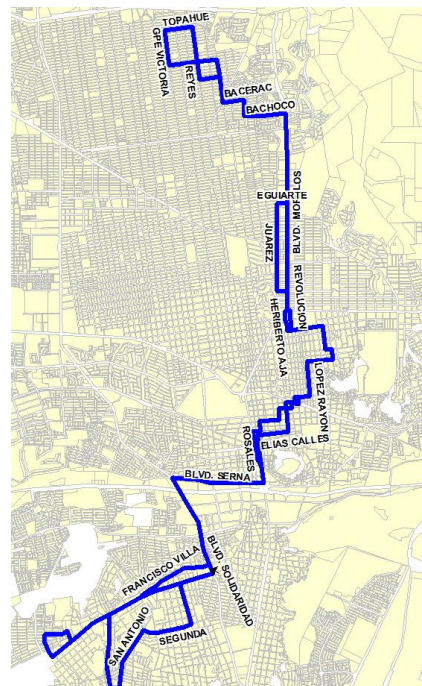 TOPAHUE
GPE VICTORIA
REYES
BACERAC
BACHOCO
EGUIARTE
BLVD. MORELOS
JUAREZ
REVOLUCION
HERIBERTO AJA
LOPEZ RAYON
ROSALES
ELIAS CALLES
BLVD. SERNA
FRANCISCO VILLA
BLVD. SOLIDARIDAD
SAN ANTONIO
SEGUNDA